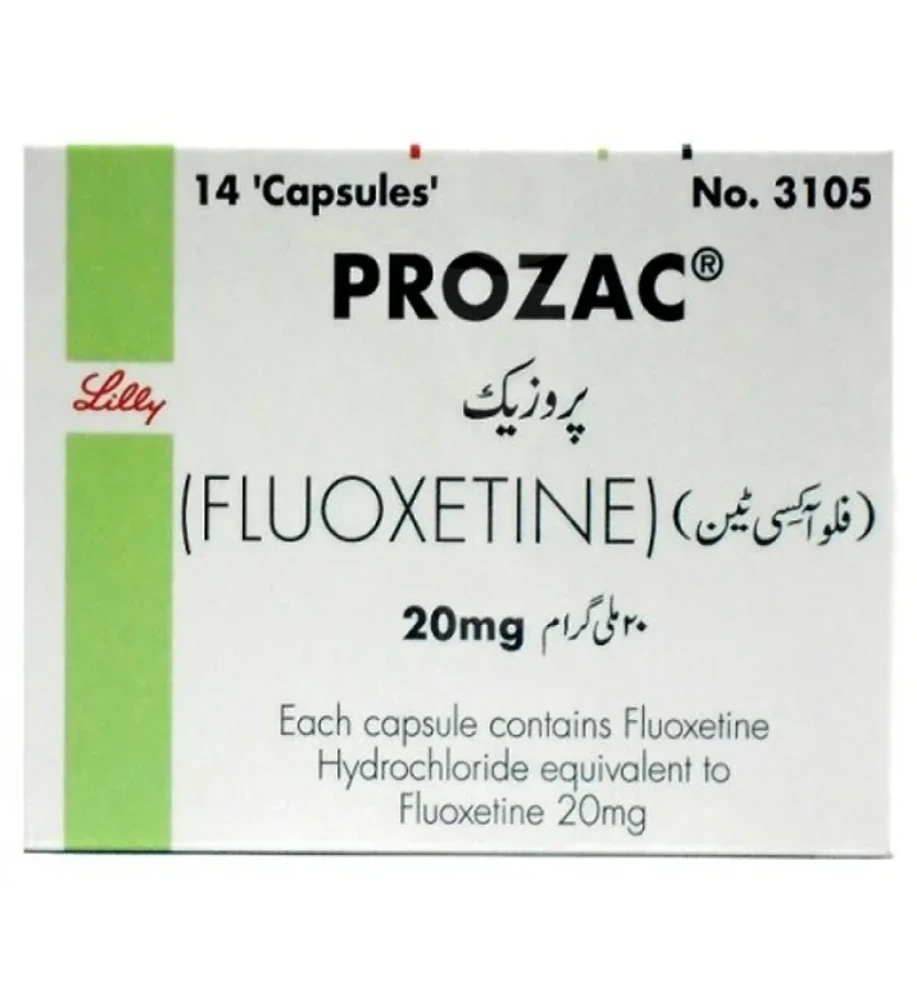 14 'Capsules' No. 3105
PROZAC®
پروزیک
Lilly
(FLUOXETINE) (فلوآکسی ٹین)
20mg ۲۰ ملی گرام
Each capsule contains Fluoxetine
Hydrochloride equivalent to
Fluoxetine 20mg